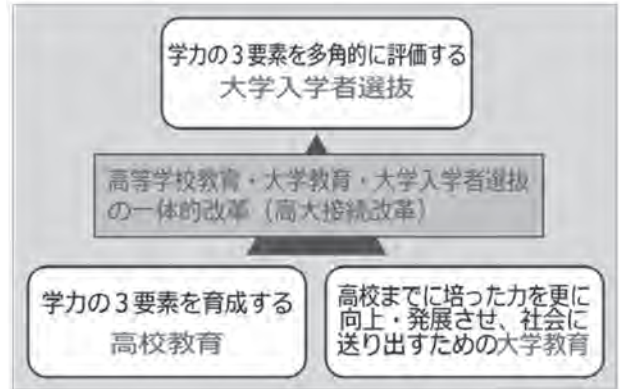 学力の3要素を多角的に評価する
大学入学者選抜
高等学校教育・大学教育・大学入学者選抜
の一体的改革（高大接続改革）
学力の3要素を育成する
高校教育
高校までに培った力を更に
向上・発展させ、社会に
送り出すための大学教育